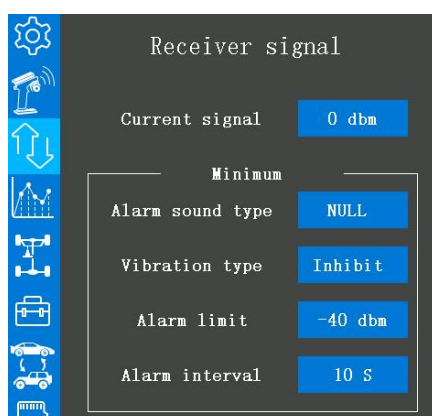 Receiver signal
Current signal 0 dbm
Minimum
Alarm sound type NULL
Vibration type Inhibit
Alarm limit -40 dbm
Alarm interval 10 S